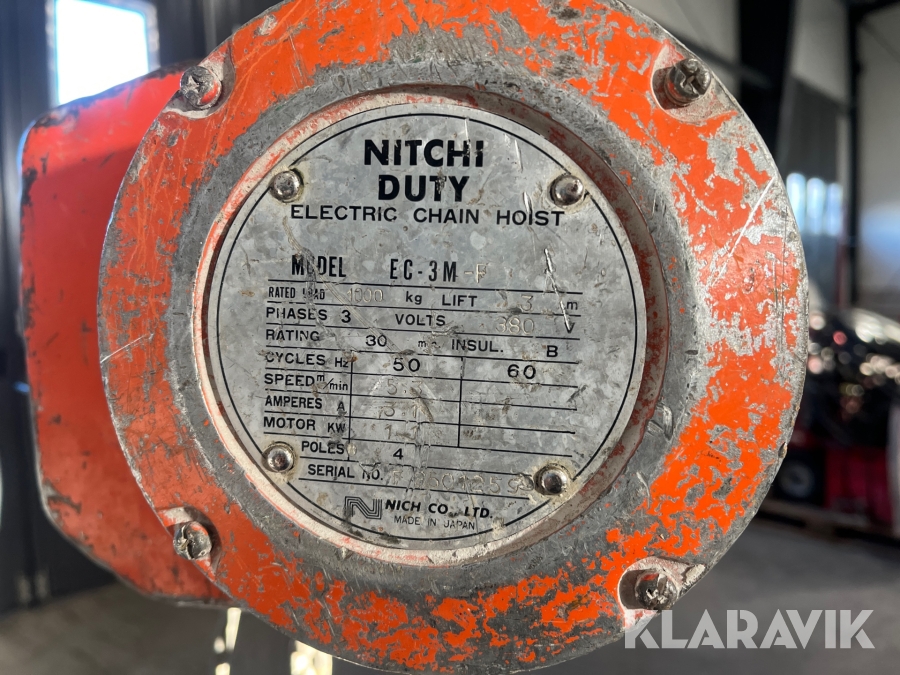 NITCHI
DUTY
ELECTRIC CHAIN HOIST
MODEL EC-3M
RATED LOAD 1000 kg LIFT 3 m
PHASES 3 VOLTS 380 V
RATING 30 INSUL. B
CYCLES Hz 50 60
SPEED m/min
AMPERES A
MOTOR KW
POLES 4
SERIAL NO.
NICH CO., LTD.
MADE IN JAPAN
KLARAVIK